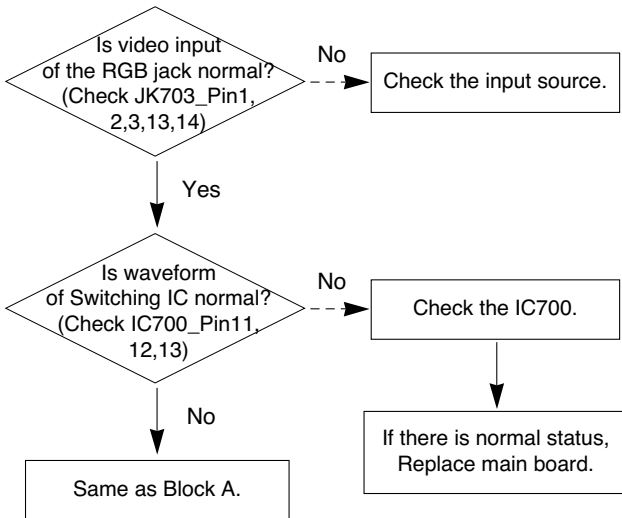 Is video input
of the RGB jack normal?
(Check JK703_Pin1,
2,3,13,14)
No
Check the input source.
Yes
Is waveform
of Switching IC normal?
(Check IC700_Pin11,
12,13)
No
Check the IC700.
No
If there is normal status,
Replace main board.
Same as Block A.